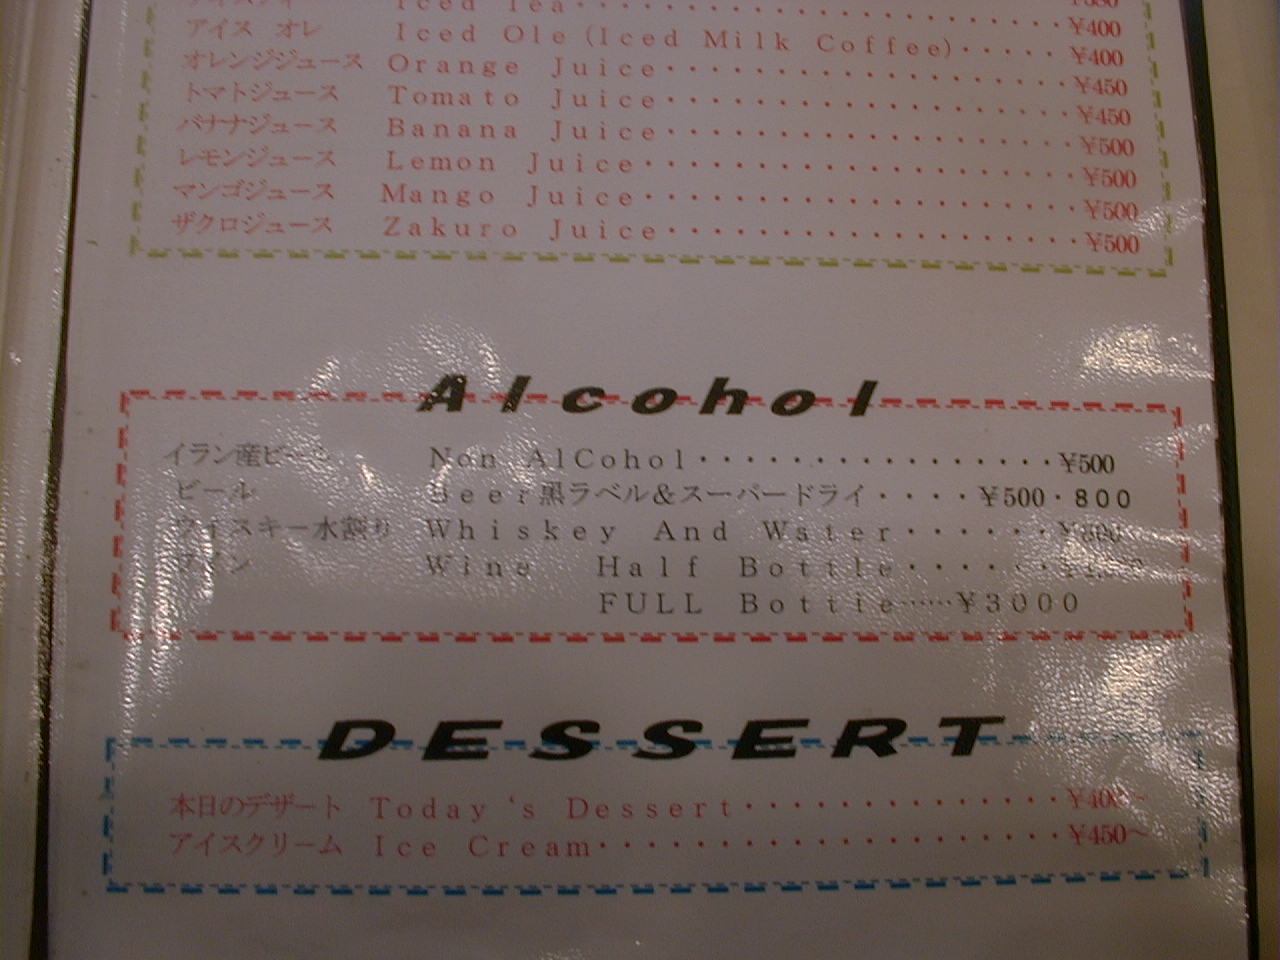 Iced Tea・・・・・・・・・・・・・・・・・・・・
アイス オレ Iced Ole (Iced Milk Coffee)・・・・・¥400
オレンジジュース Orange Juice・・・・・・・・・・・・・・・・・・・¥400
トマトジュース Tomato Juice・・・・・・・・・・・・・・・・・・・¥450
バナナジュース Banana Juice・・・・・・・・・・・・・・・・・・・¥450
レモンジュース Lemon Juice・・・・・・・・・・・・・・・・・・・・¥500
マンゴジュース Mango Juice・・・・・・・・・・・・・・・・・・・・¥500
ザクロジュース Zakuro Juice・・・・・・・・・・・・・・・・・・・¥500
¥500
Alcohol
イラン産ビール Non AlCohol・・・・・・・・・・・・・・・・¥500
ビール Beer黒ラベル&スーパードライ・・・・¥500・800
ウイスキー水割り Whiskey And Water・・・・・・
ワイン Wine Half Bottle・・・・・・
FULL Bottle……¥3000
DESSERT
本日のデザート Today‘s Dessert・・・・・・・・・・・・・・¥400~
アイスクリーム Ice Cream・・・・・・・・・・・・・・・・・・・・¥450~